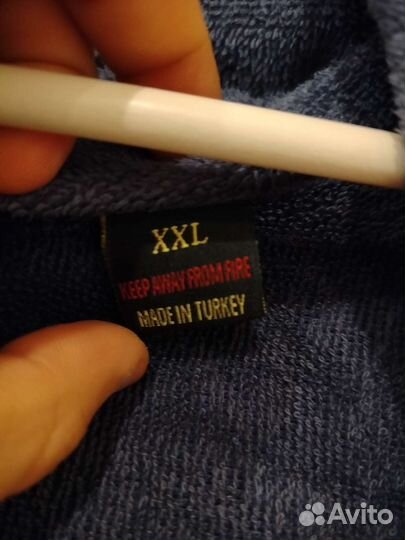 XXL
KEEP AWAY FROM FIRE
MADE IN TURKEY
Avito